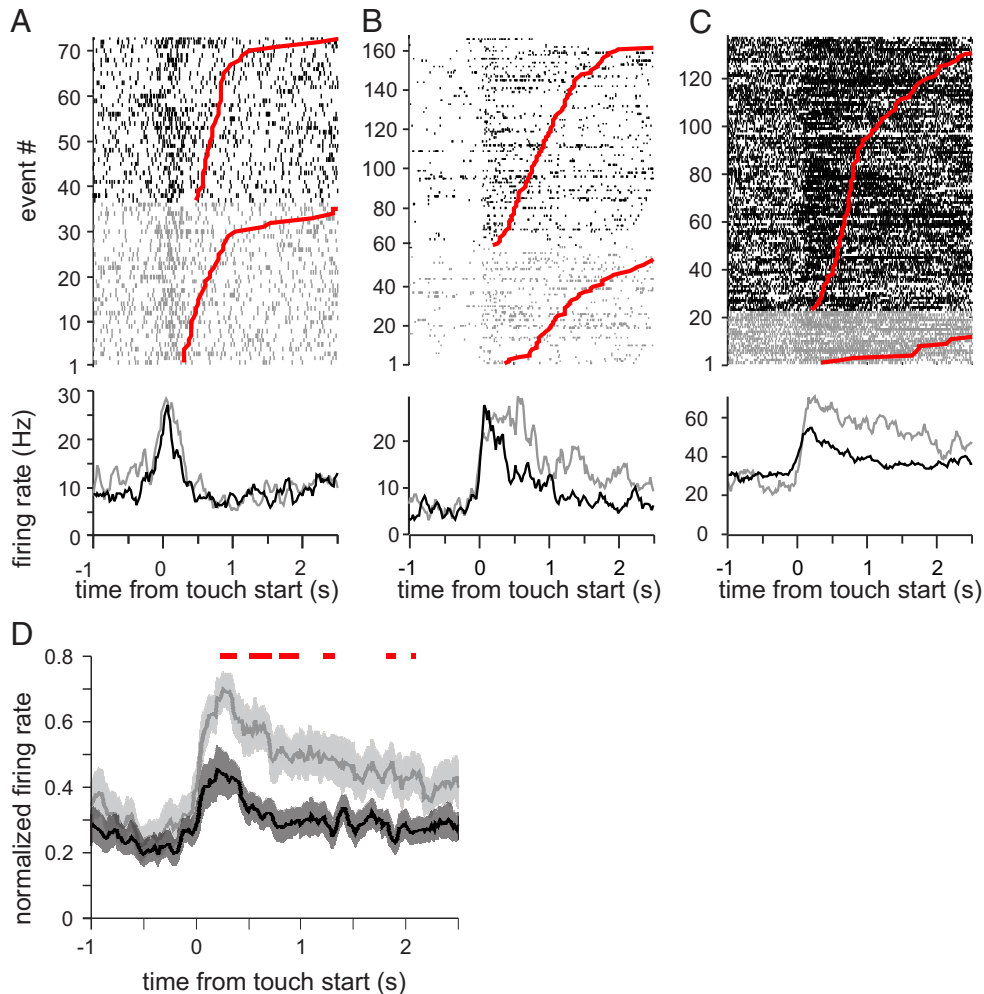 A
B
C
event #
70
60
50
40
30
20
10
1
160
140
120
100
80
60
40
20
1
120
100
80
60
40
20
1
firing rate (Hz)
30
20
10
0
20
10
0
60
40
20
0
-1 0 1 2
-1 0 1 2
-1 0 1 2
time from touch start (s)
time from touch start (s)
time from touch start (s)
D
normalized firing rate
0.8
0.6
0.4
0.2
0
-1 0 1 2
time from touch start (s)